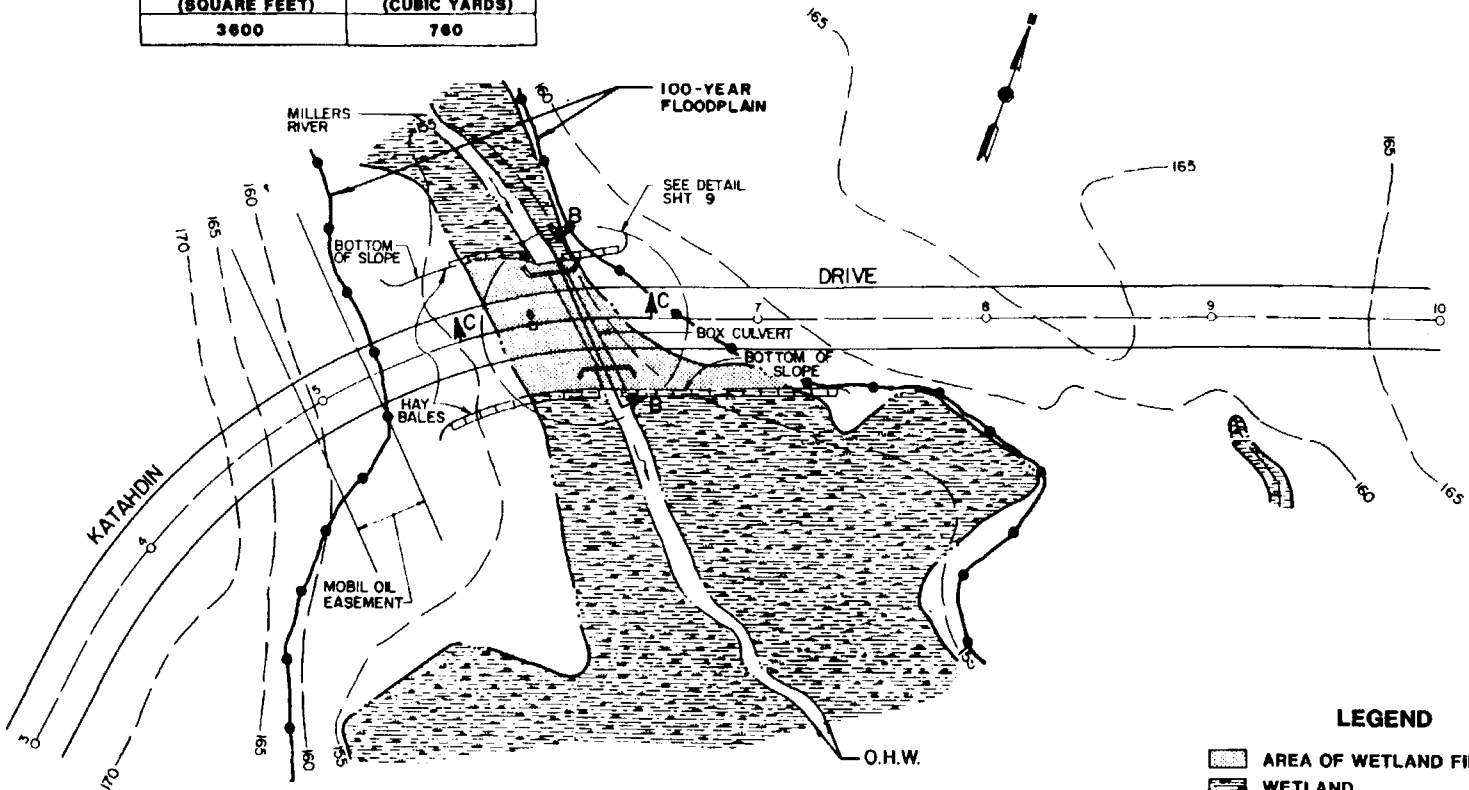 (SQUARE FEET) (CUBIC YARDS)
3600 760
165
160
100-YEAR
FLOODPLAIN
MILLERS
RIVER
155
165
165
SEE DETAIL
SHT. 9
160
165
170
BOTTOM
OF SLOPE
B
DRIVE
C
C
6
7
8
9
10
BOX CULVERT
BOTTOM OF
SLOPE
5
HAY
BALES
B
KATAHDIN
4
160
165
MOBIL OIL
EASEMENT
3
170
165
160
155
O.H.W.
LEGEND
AREA OF WETLAND
WETLAND